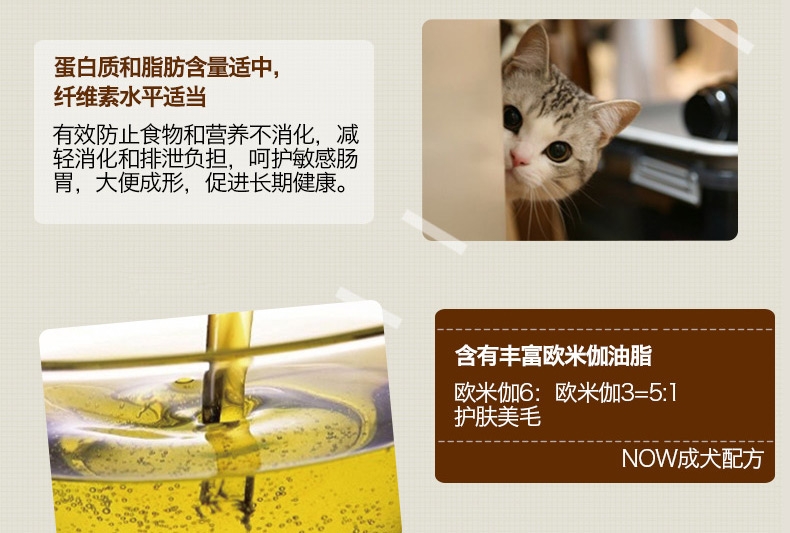 蛋白质和脂肪含量适中，
纤维素水平适当
有效防止食物和营养不消化，减
轻消化和排泄负担，呵护敏感肠
胃，大便成形，促进长期健康。
含有丰富欧米伽油脂
欧米伽6：欧米伽3=5:1
护肤美毛
NOW成犬配方